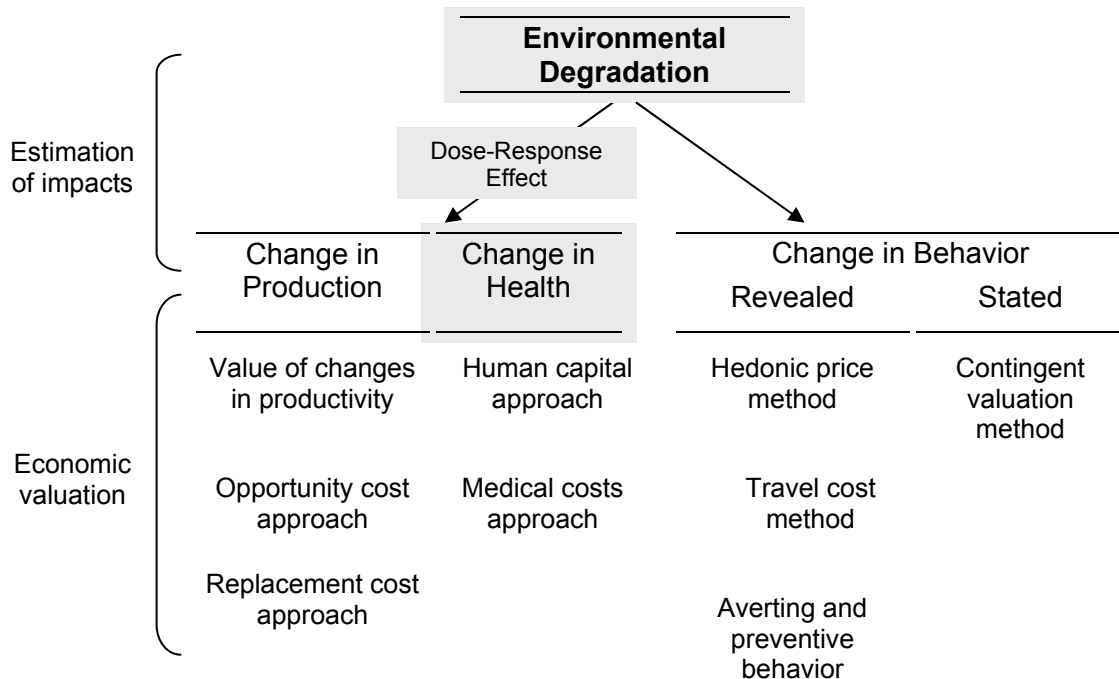 Environmental
Degradation
Estimation
of impacts
Dose-Response
Effect
Change in
Production
Change in
Health
Change in Behavior
Revealed
Stated
Economic
valuation
Value of changes
in productivity
Human capital
approach
Hedonic price
method
Contingent
valuation
method
Opportunity cost
approach
Medical costs
approach
Travel cost
method
Replacement cost
approach
Averting and
preventive
behavior